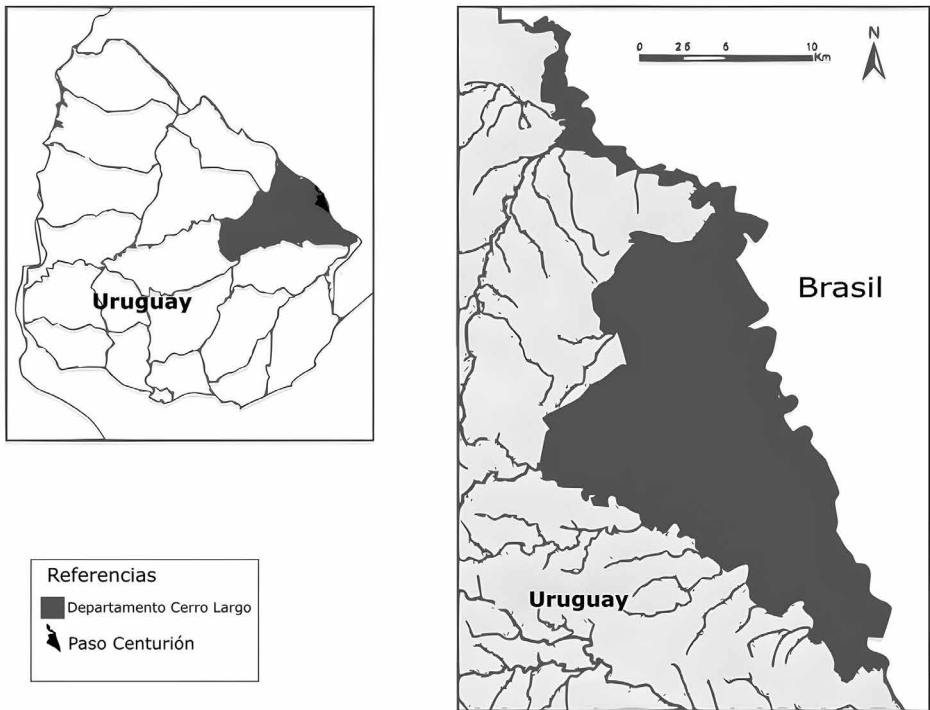 Uruguay
Referencias
Departamento Cerro Largo
Paso Centurión
0 2 5 5 10
Km
N
Brasil
Uruguay